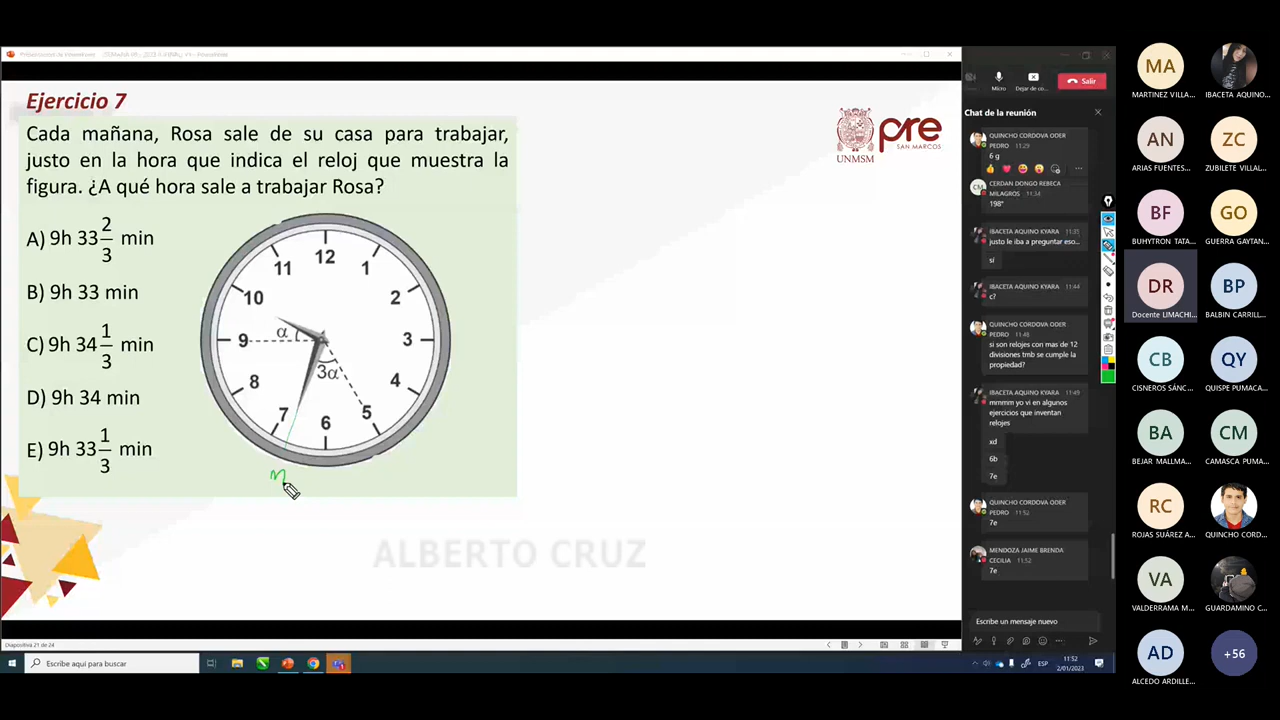 Ejercicio 7
Cada mañana, Rosa sale de su casa para trabajar,
justo en la hora que indica el reloj que muestra la
figura. ¿A qué hora sale a trabajar Rosa?
A) 9h 33 2/3 min
B) 9h 33 min
C) 9h 34 1/3 min
D) 9h 34 min
E) 9h 33 1/3 min
12
11
1
10
2
9
α
3
3α
8
4
7
5
6
m
UNMSM
pre
SAN MARCOS
ALBERTO CRUZ
Diapositiva 21 de 24
Escribe aquí para buscar
ESP
11:52
2/01/2023
Micro
Dejar de co...
Salir
Chat de la reunión
QUINCHO CORDOVA ODER
PEDRO 11:29
6 g
CERDAN DONGO REBECA
MILAGROS 11:34
198°
IBACETA AQUINO KYARA 11:35
justo le iba a preguntar eso...
sí
IBACETA AQUINO KYARA 11:44
c?
QUINCHO CORDOVA ODER
PEDRO 11:48
si son relojes con mas de 12
divisiones tmb se cumple la
propiedad?
IBACETA AQUINO KYARA 11:49
mmmm yo vi en algunos
ejercicios que inventan
relojes
xd
6b
7e
QUINCHO CORDOVA ODER
PEDRO 11:52
7e
MENDOZA JAIME BRENDA
CECILIA 11:52
7e
Escribe un mensaje nuevo
MA
MARTINEZ VILLA...
IBACETA AQUINO...
AN
ARIAS FUENTES...
ZC
ZUBILETE VILLAL...
BF
BUHYTRON TATA...
GO
GUERRA GAYTAN...
DR
Docente LIMACHI...
BP
BALBIN CARRILL...
CB
CISNEROS SÁNC...
QY
QUISPE PUMACA...
BA
BEJAR MALLMA...
CM
CAMASCA PUMA...
RC
ROJAS SUÁREZ A...
QUINCHO CORD...
VA
VALDERRAMA M...
GUARDAMINO C...
AD
ALCEDO ARDILLE...
+56